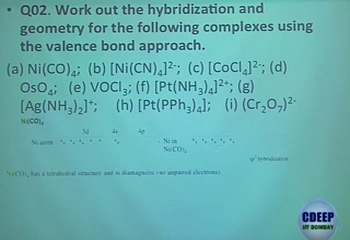 • Q02. Work out the hybridization and
geometry for the following complexes using
the valence bond approach.
(a) Ni(CO)₄; (b) [Ni(CN)₄]²⁻; (c) [CoCl₄]²⁻; (d)
OsO₄; (e) VOCl₃; (f) [Pt(NH₃)₄]²⁺; (g)
[Ag(NH₃)₂]⁺; (h) [Pt(PPh₃)₄]; (i) (Cr₂O₇)²⁻
Ni(CO)₄
3d 4s 4p
Ni atom Ni in
Ni(CO)₄
sp³ hybridization
Ni(CO)₄ has a tetrahedral structure and is diamagnetic (no unpaired electrons).
CDEEP
IIT BOMBAY